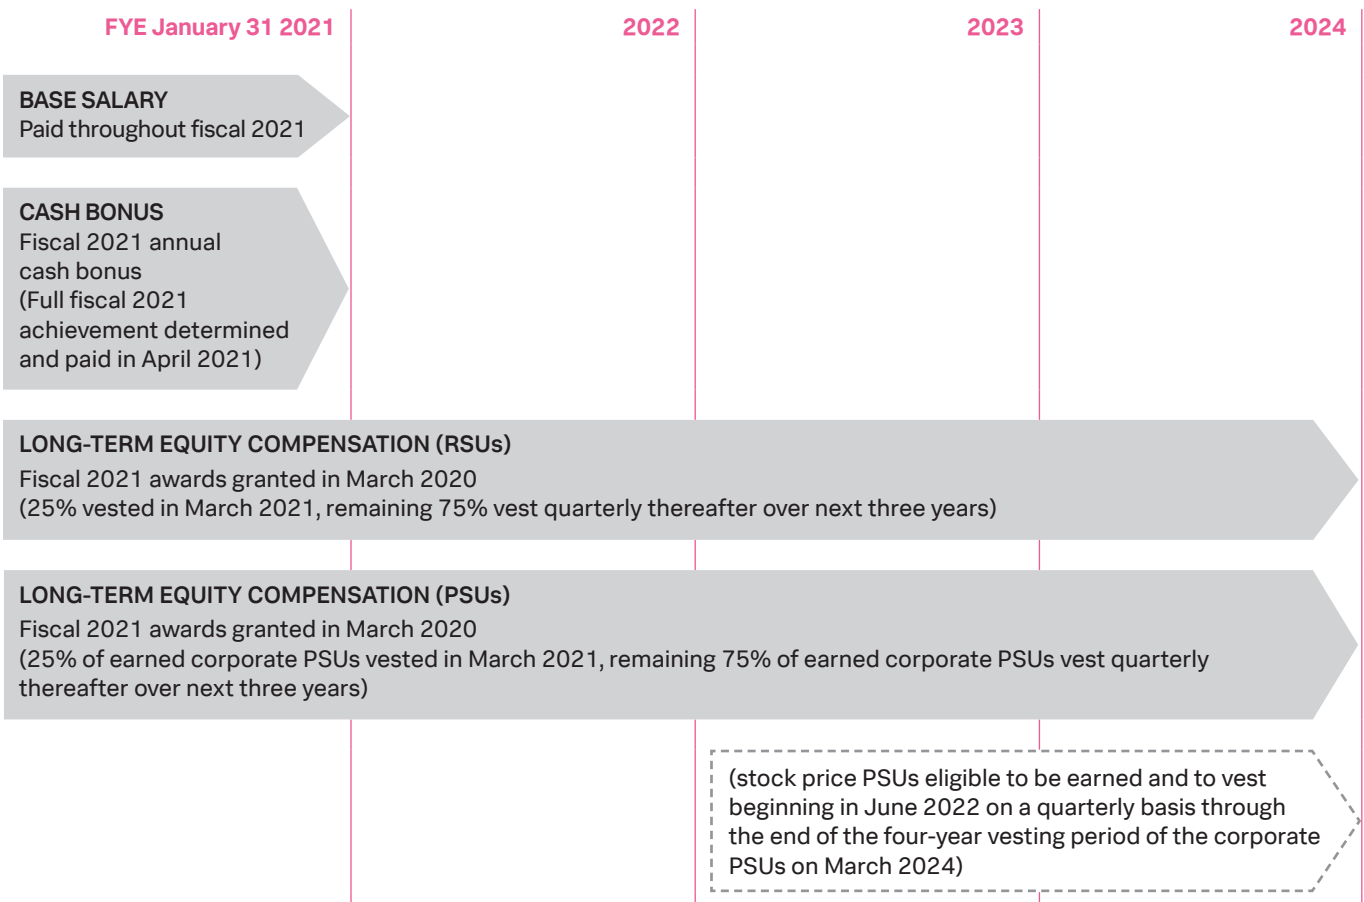 FYE January 31 2021
2022
2023
2024
BASE SALARY
Paid throughout fiscal 2021
CASH BONUS
Fiscal 2021 annual
cash bonus
(Full fiscal 2021
achievement determined
and paid in April 2021)
LONG-TERM EQUITY COMPENSATION (RSUs)
Fiscal 2021 awards granted in March 2020
(25% vested in March 2021, remaining 75% vest quarterly thereafter over next three years)
LONG-TERM EQUITY COMPENSATION (PSUs)
Fiscal 2021 awards granted in March 2020
(25% of earned corporate PSUs vested in March 2021, remaining 75% of earned corporate PSUs vest quarterly
thereafter over next three years)
(stock price PSUs eligible to be earned and to vest
beginning in June 2022 on a quarterly basis through
the end of the four-year vesting period of the corporate
PSUs on March 2024)